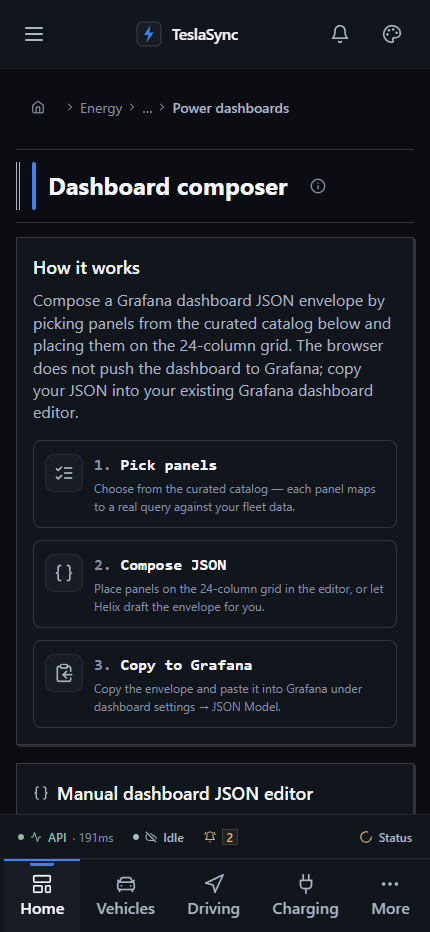 TeslaSync
Energy > ... > Power dashboards
Dashboard composer
How it works
Compose a Grafana dashboard JSON envelope by
picking panels from the curated catalog below and
placing them on the 24-column grid. The browser
does not push the dashboard to Grafana; copy
your JSON into your existing Grafana dashboard
editor.
1. Pick panels
Choose from the curated catalog — each panel maps
to a real query against your fleet data.
2. Compose JSON
Place panels on the 24-column grid in the editor, or let
Helix draft the envelope for you.
3. Copy to Grafana
Copy the envelope and paste it into Grafana under
dashboard settings → JSON Model.
Manual dashboard JSON editor
API · 191ms Idle 2 Status
Home Vehicles Driving Charging More